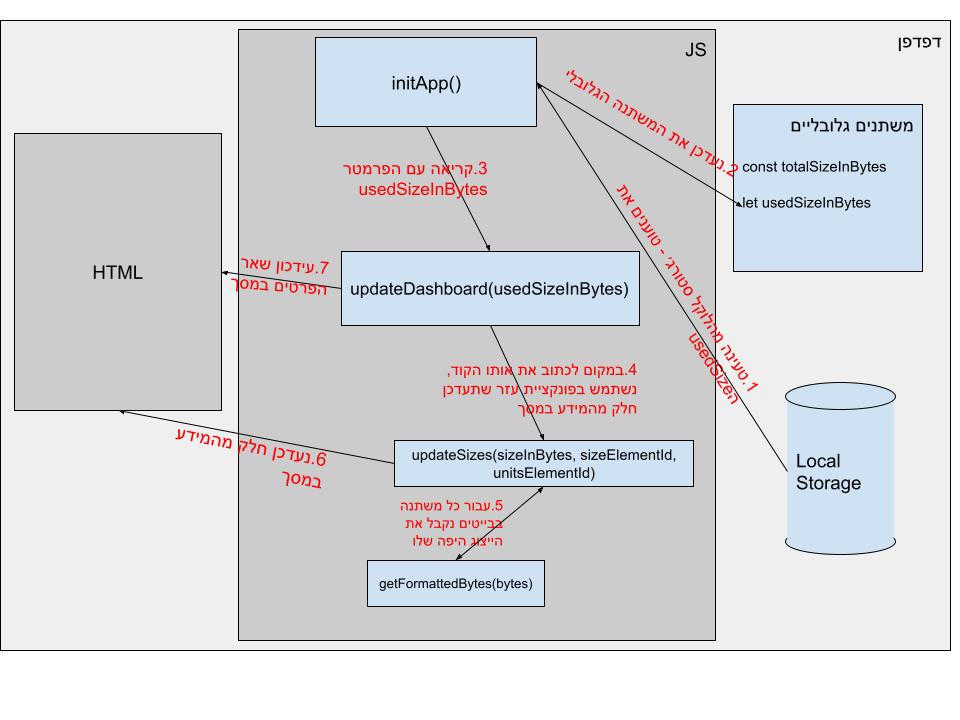 דפדפן
JS
initApp()
משתנים גלובליים
const totalSizeInBytes
let usedSizeInBytes
2.נעדכן את המשתנה הגלובלי
3.קריאה עם הפרמטר
usedSizeInBytes
1.טעינה מהלוקל סטורג׳ - טוענים את
הusedSize
HTML
7.עידכון שאר
הפרטים במסך
updateDashboard(usedSizeInBytes)
4.במקום לכתוב את אותו הקוד,
נשתמש בפונקציית עזר שתעדכן
חלק מהמידע במסך
6.נעדכן חלק מהמידע
במסך
updateSizes(sizeInBytes, sizeElementId,
unitsElementId)
Local
Storage
5.עבור כל משתנה
בבייטים נקבל את
הייצוג היפה שלו
getFormattedBytes(bytes)